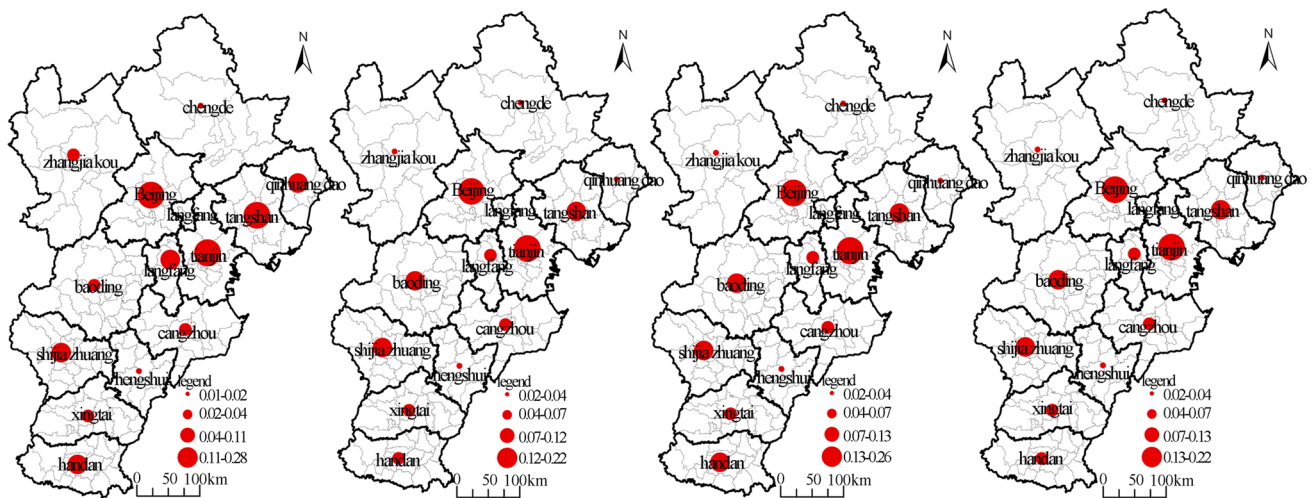 N
chengde
zhangjia kou
Beijing
qinhuang dao
langfang
tangshan
langfang
tianjin
baoding
cangzhou
shijia zhuang
hengshui
legend
0.01-0.02
xingtai
0.02-0.04
0.04-0.11
handan
0.11-0.28
0 50 100km
N
chengde
zhangjia kou
Beijing
qinhuang dao
langfang
tangshan
langfang
tianjin
baoding
cangzhou
shijia zhuang
hengshui
legend
0.02-0.04
xingtai
0.04-0.07
0.07-0.12
handan
0.12-0.22
0 50 100km
N
chengde
zhangjia kou
Beijing
qinhuang dao
langfang
tangshan
langfang
tianjin
baoding
cangzhou
shijia zhuang
hengshui
legend
0.02-0.04
xingtai
0.04-0.07
0.07-0.13
handan
0.13-0.26
0 50 100km
N
chengde
zhangjia kou
Beijing
qinhuang dao
langfang
tangshan
langfang
tianjin
baoding
cangzhou
shijia zhuang
hengshui
legend
0.02-0.04
xingtai
0.04-0.07
0.07-0.13
handan
0.13-0.22
0 50 100km